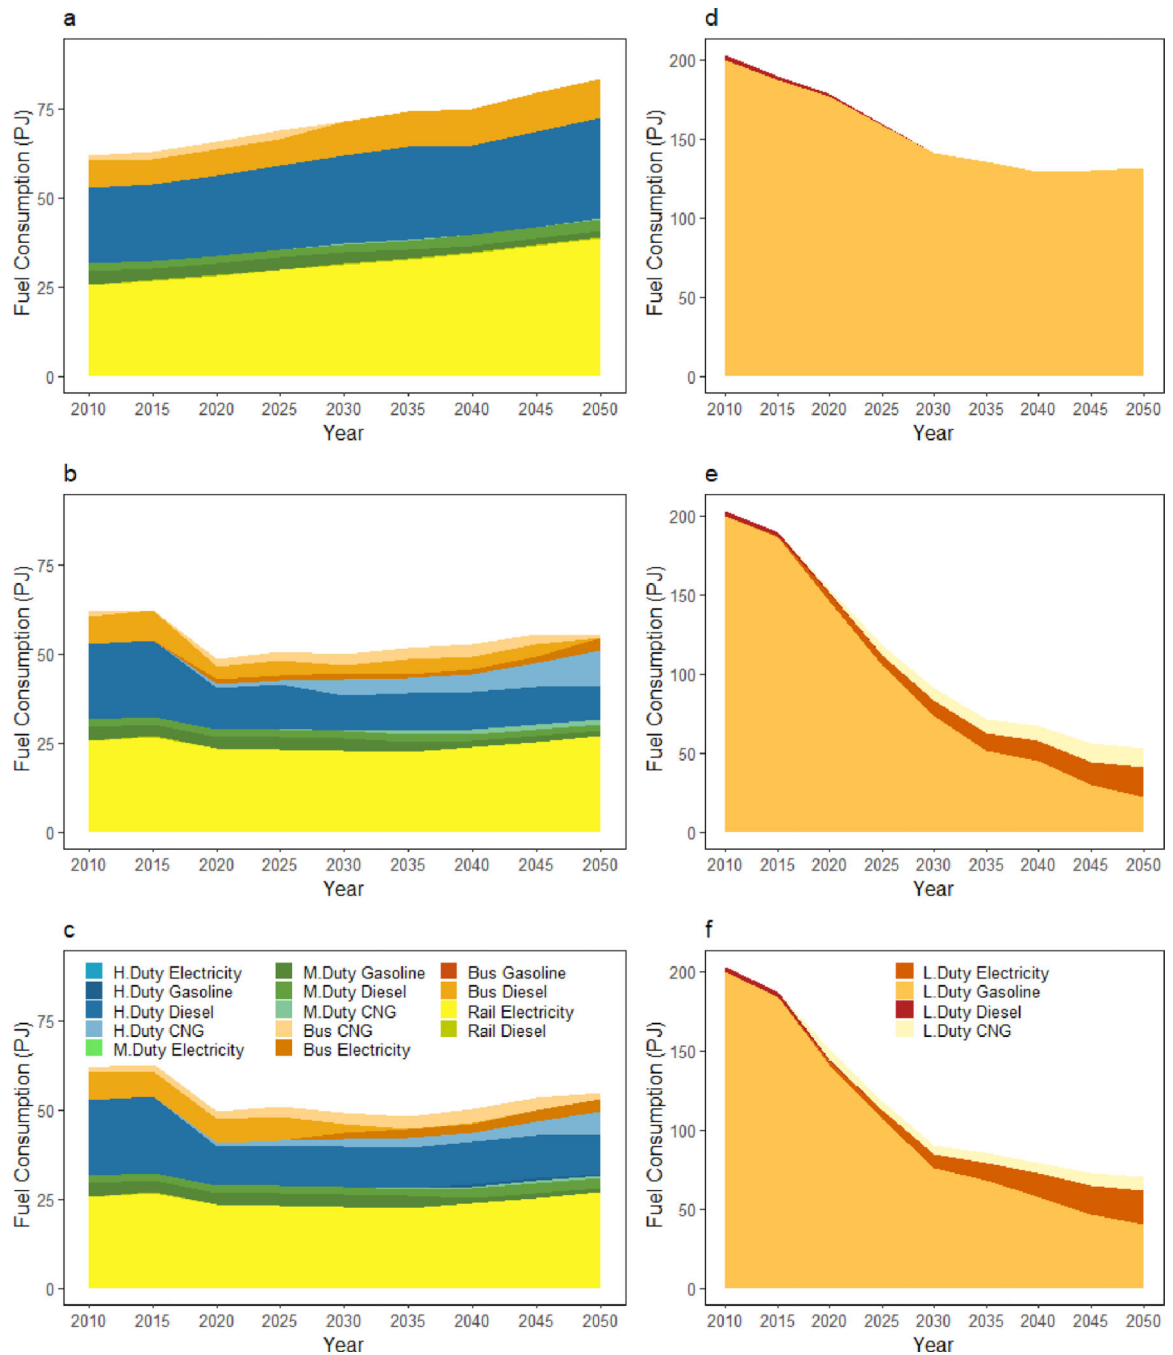 a
Fuel Consumption (PJ)
75
50
25
0
2010 2015 2020 2025 2030 2035 2040 2045 2050
Year
d
Fuel Consumption (PJ)
200
150
100
50
0
2010 2015 2020 2025 2030 2035 2040 2045 2050
Year
b
Fuel Consumption (PJ)
75
50
25
0
2010 2015 2020 2025 2030 2035 2040 2045 2050
Year
e
Fuel Consumption (PJ)
200
150
100
50
0
2010 2015 2020 2025 2030 2035 2040 2045 2050
Year
c
H.Duty Electricity
H.Duty Gasoline
H.Duty Diesel
H.Duty CNG
M.Duty Electricity
M.Duty Gasoline
M.Duty Diesel
M.Duty CNG
Bus CNG
Bus Electricity
Bus Gasoline
Bus Diesel
Rail Electricity
Rail Diesel
Fuel Consumption (PJ)
75
50
25
0
2010 2015 2020 2025 2030 2035 2040 2045 2050
Year
f
L.Duty Electricity
L.Duty Gasoline
L.Duty Diesel
L.Duty CNG
Fuel Consumption (PJ)
200
150
100
50
0
2010 2015 2020 2025 2030 2035 2040 2045 2050
Year